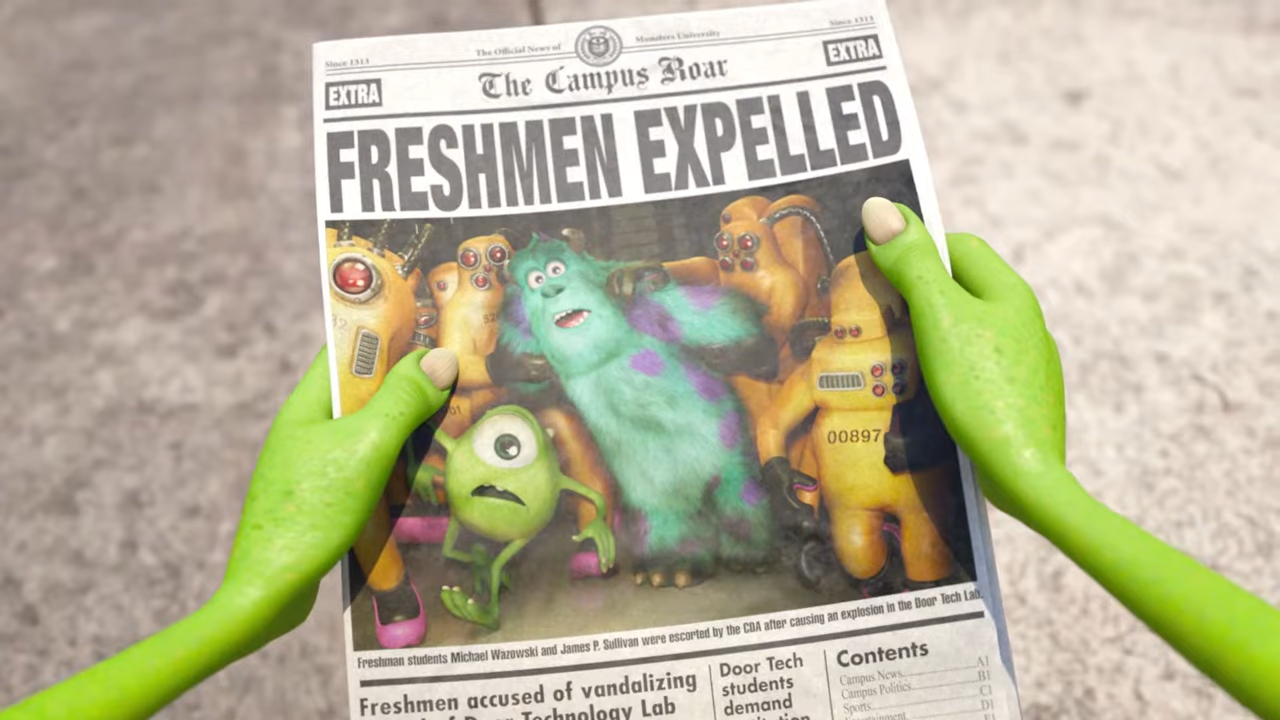 Since 1313
The Official News of Monsters University
Since 1313
EXTRA
The Campus Roar
EXTRA
FRESHMEN EXPELLED
00897
Freshman students Michael Wazowski and James P. Sullivan were escorted by the CDA after causing an explosion in the Door Tech Lab.
Freshmen accused of vandalizing
Door Technology Lab
Door Tech
students
demand
Contents
Campus News A1
Campus Politics B1
Sports C1
D1